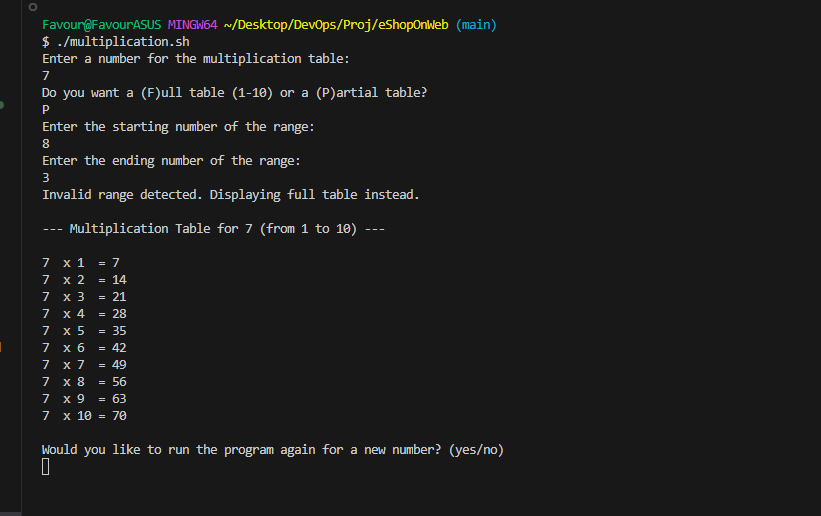 Favour@FavourASUS MINGW64 ~/Desktop/DevOps/Proj/eShopOnWeb (main)
$ ./multiplication.sh
Enter a number for the multiplication table:
7
Do you want a (F)ull table (1-10) or a (P)artial table?
P
Enter the starting number of the range:
8
Enter the ending number of the range:
3
Invalid range detected. Displaying full table instead.

--- Multiplication Table for 7 (from 1 to 10) ---

7  x 1  = 7
7  x 2  = 14
7  x 3  = 21
7  x 4  = 28
7  x 5  = 35
7  x 6  = 42
7  x 7  = 49
7  x 8  = 56
7  x 9  = 63
7  x 10 = 70

Would you like to run the program again for a new number? (yes/no)